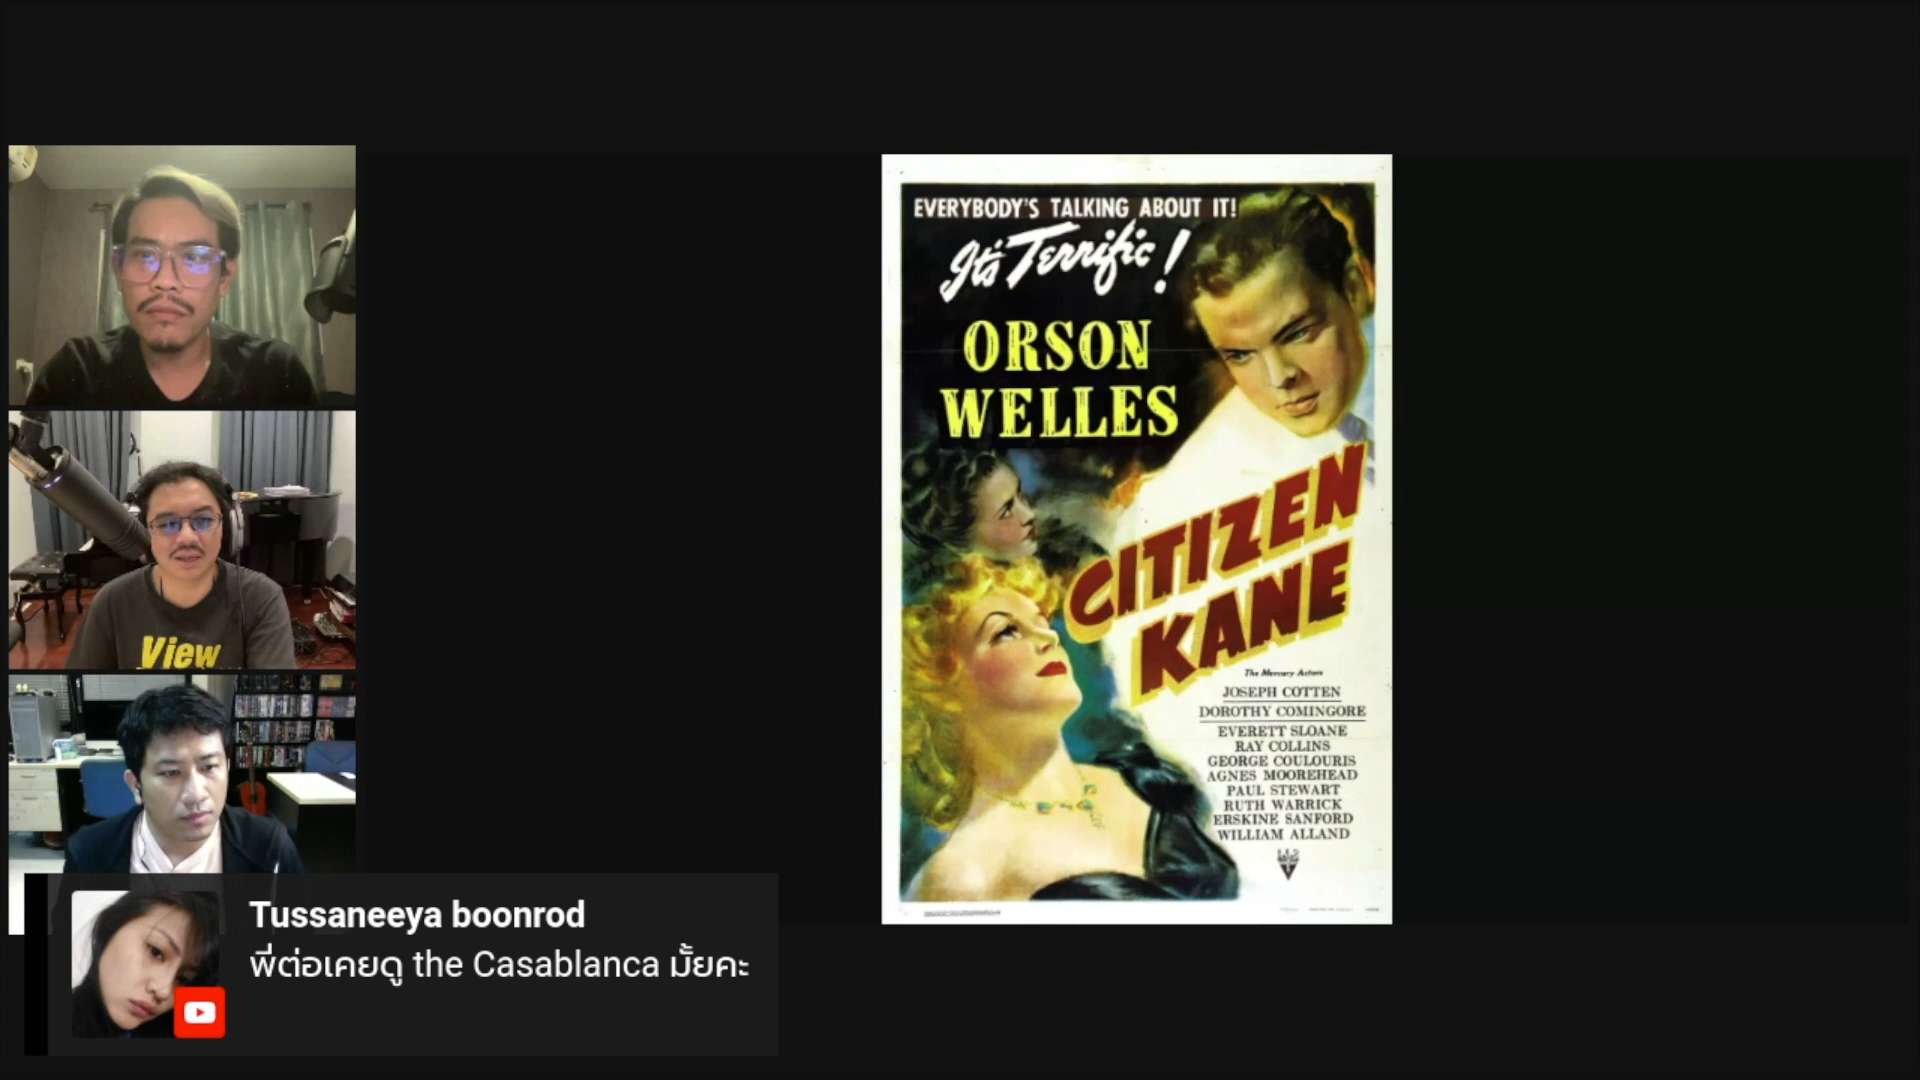 EVERYBODY'S TALKING ABOUT IT!
It's Terrific!
ORSON
WELLES
CITIZEN
KANE
The Mercury Actors
JOSEPH COTTEN
DOROTHY COMINGORE
EVERETT SLOANE
RAY COLLINS
GEORGE COULOURIS
AGNES MOOREHEAD
PAUL STEWART
RUTH WARRICK
ERSKINE SANFORD
WILLIAM ALLAND
View
Tussaneeya boonrod
พี่ต่อเคยดู the Casablanca มั้ยคะ